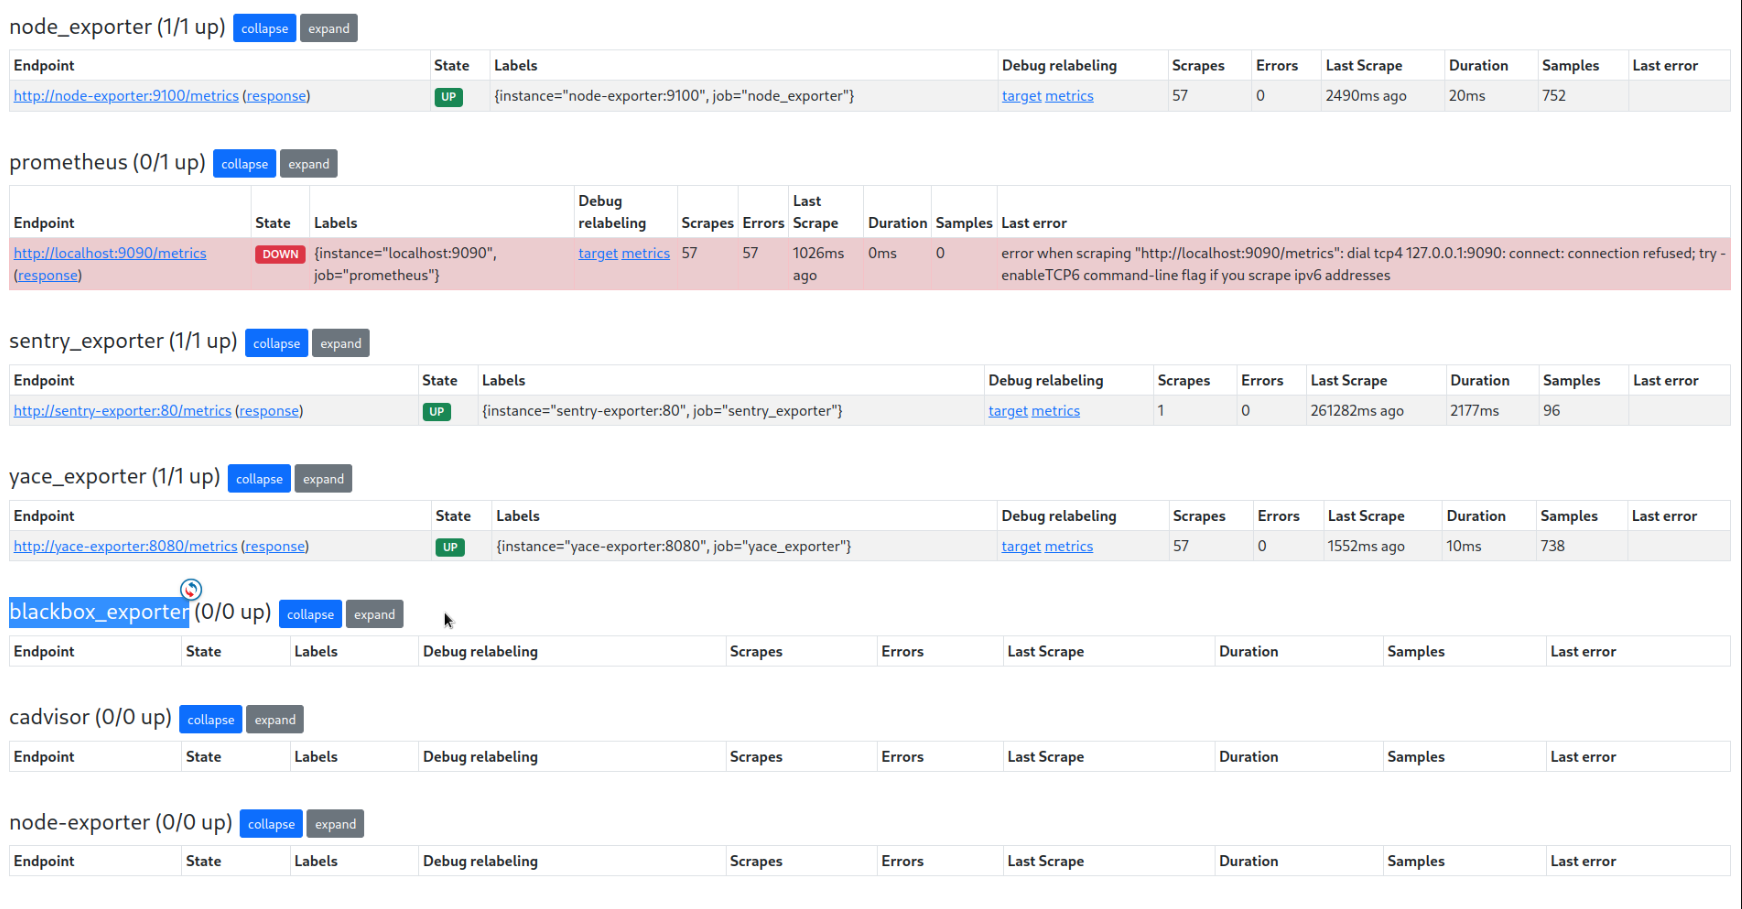 node_exporter (1/1 up) collapse expand
Endpoint State Labels Debug relabeling Scrapes Errors Last Scrape Duration Samples Last error
http://node-exporter:9100/metrics (response) UP {instance="node-exporter:9100", job="node_exporter"} target metrics 57 0 2490ms ago 20ms 752
prometheus (0/1 up) collapse expand
Endpoint State Labels Debug relabeling Scrapes Errors Last Scrape Duration Samples Last error
http://localhost:9090/metrics (response) DOWN {instance="localhost:9090", job="prometheus"} target metrics 57 57 1026ms ago 0ms 0 error when scraping "http://localhost:9090/metrics": dial tcp4 127.0.0.1:9090: connect: connection refused; try -enableTCP6 command-line flag if you scrape ipv6 addresses
sentry_exporter (1/1 up) collapse expand
Endpoint State Labels Debug relabeling Scrapes Errors Last Scrape Duration Samples Last error
http://sentry-exporter:80/metrics (response) UP {instance="sentry-exporter:80", job="sentry_exporter"} target metrics 1 0 261282ms ago 2177ms 96
yace_exporter (1/1 up) collapse expand
Endpoint State Labels Debug relabeling Scrapes Errors Last Scrape Duration Samples Last error
http://yace-exporter:8080/metrics (response) UP {instance="yace-exporter:8080", job="yace_exporter"} target metrics 57 0 1552ms ago 10ms 738
blackbox_exporter (0/0 up) collapse expand
Endpoint State Labels Debug relabeling Scrapes Errors Last Scrape Duration Samples Last error
cadvisor (0/0 up) collapse expand
Endpoint State Labels Debug relabeling Scrapes Errors Last Scrape Duration Samples Last error
node-exporter (0/0 up) collapse expand
Endpoint State Labels Debug relabeling Scrapes Errors Last Scrape Duration Samples Last error